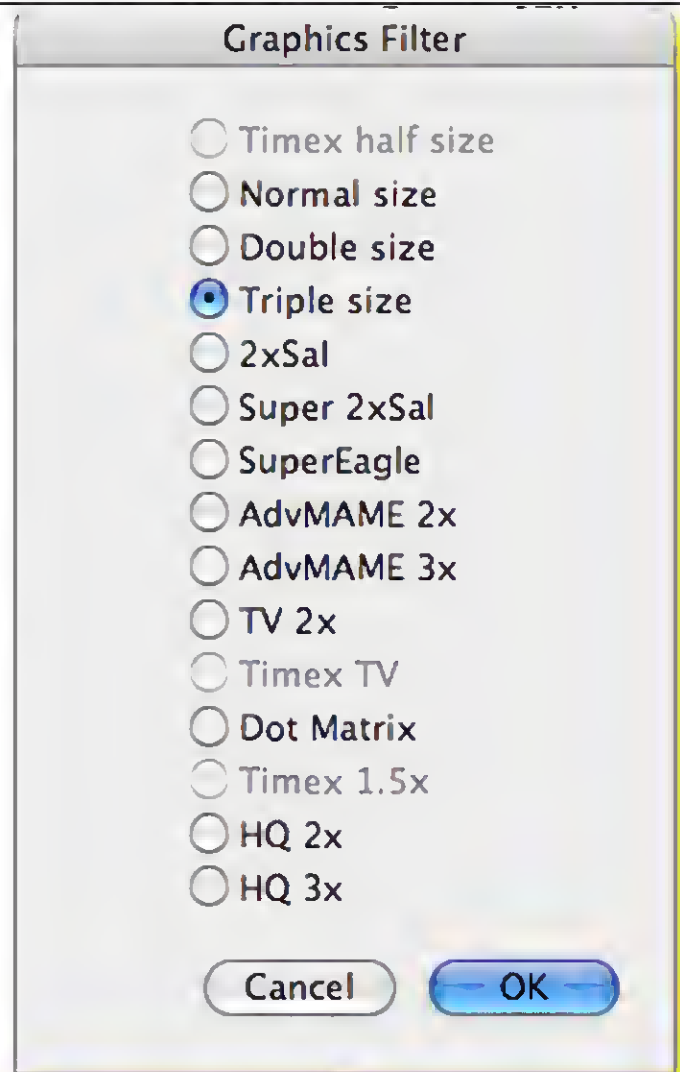 Graphics Filter
Timex half size
Normal size
Double size
Triple size
2xSal
Super 2xSal
SuperEagle
AdvMAME 2x
AdvMAME 3x
TV 2x
Timex TV
Dot Matrix
Timex 1.5x
HQ 2x
HQ 3x
Cancel OK